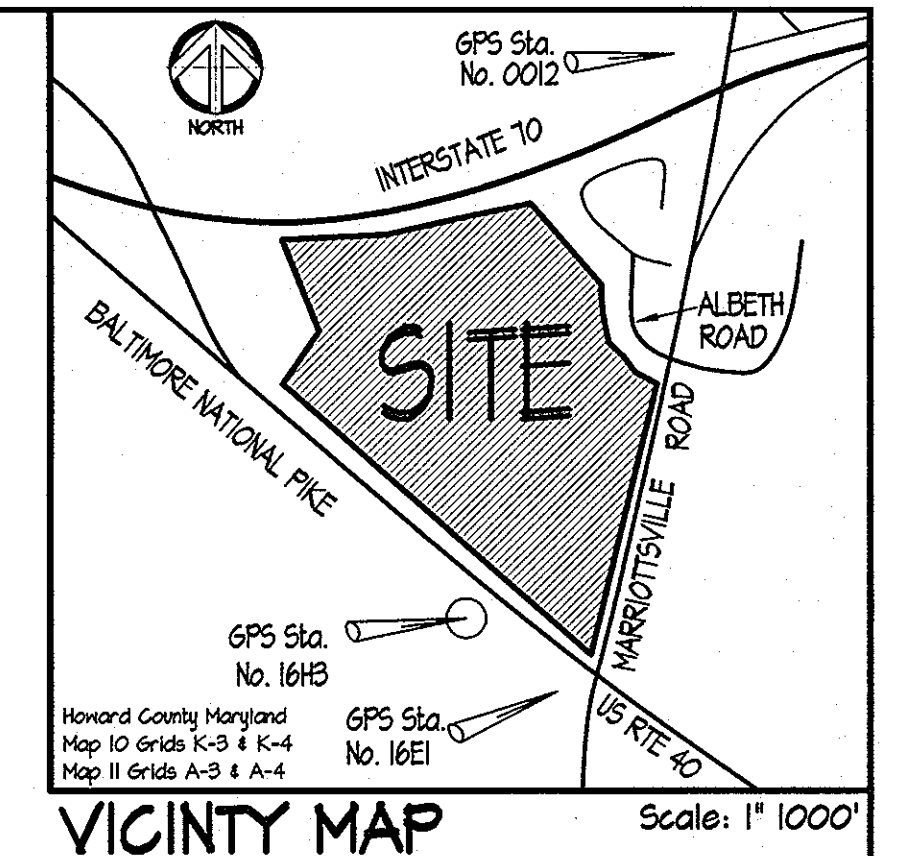 GPS Sta.
No. 0012
NORTH
INTERSTATE 70
ALBETH
ROAD
SITE
BALTIMORE NATIONAL PIKE
MARRIOTTSVILLE ROAD
GPS Sta.
No. 16H3
Howard County Maryland
Map 10 Grids K-3 & K-4
Map 11 Grids A-3 & A-4
GPS Sta.
No. 16E1
US RTE 40
VICINTY MAP
Scale: 1" 1000'